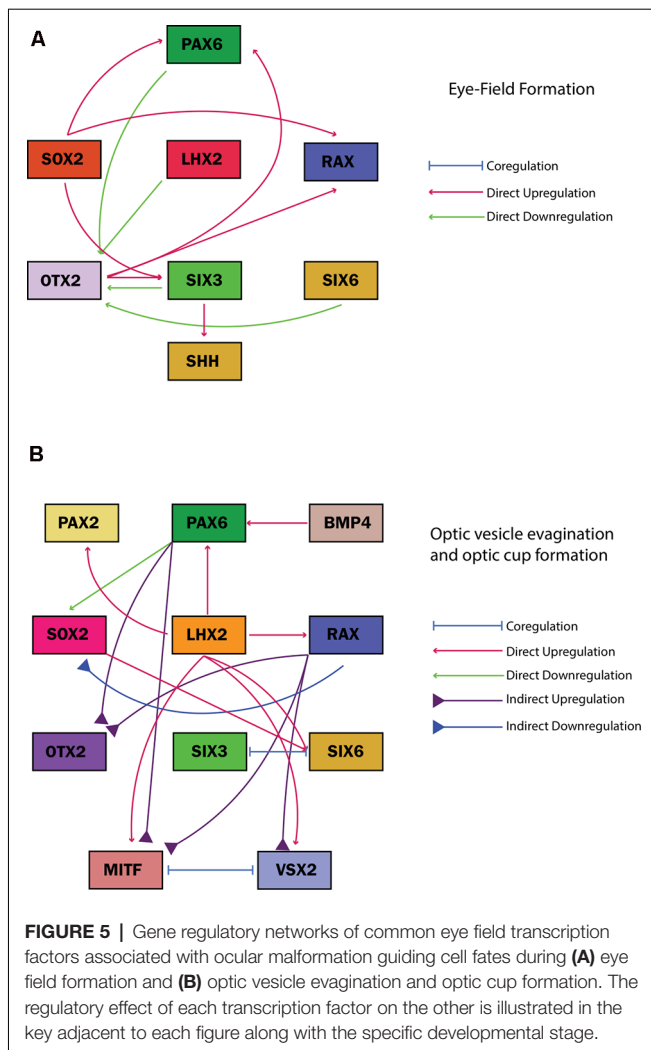 A
PAX6
Eye-Field Formation
SOX2
LHX2
RAX
Coregulation
Direct Upregulation
Direct Downregulation
OTX2
SIX3
SIX6
SHH
B
PAX2
PAX6
BMP4
Optic vesicle evagination
and optic cup formation
SOX2
LHX2
RAX
Coregulation
Direct Upregulation
Direct Downregulation
Indirect Upregulation
Indirect Downregulation
OTX2
SIX3
SIX6
MITF
VSX2
FIGURE 5 | Gene regulatory networks of common eye field transcription
factors associated with ocular malformation guiding cell fates during (A) eye
field formation and (B) optic vesicle evagination and optic cup formation. The
regulatory effect of each transcription factor on the other is illustrated in the
key adjacent to each figure along with the specific developmental stage.